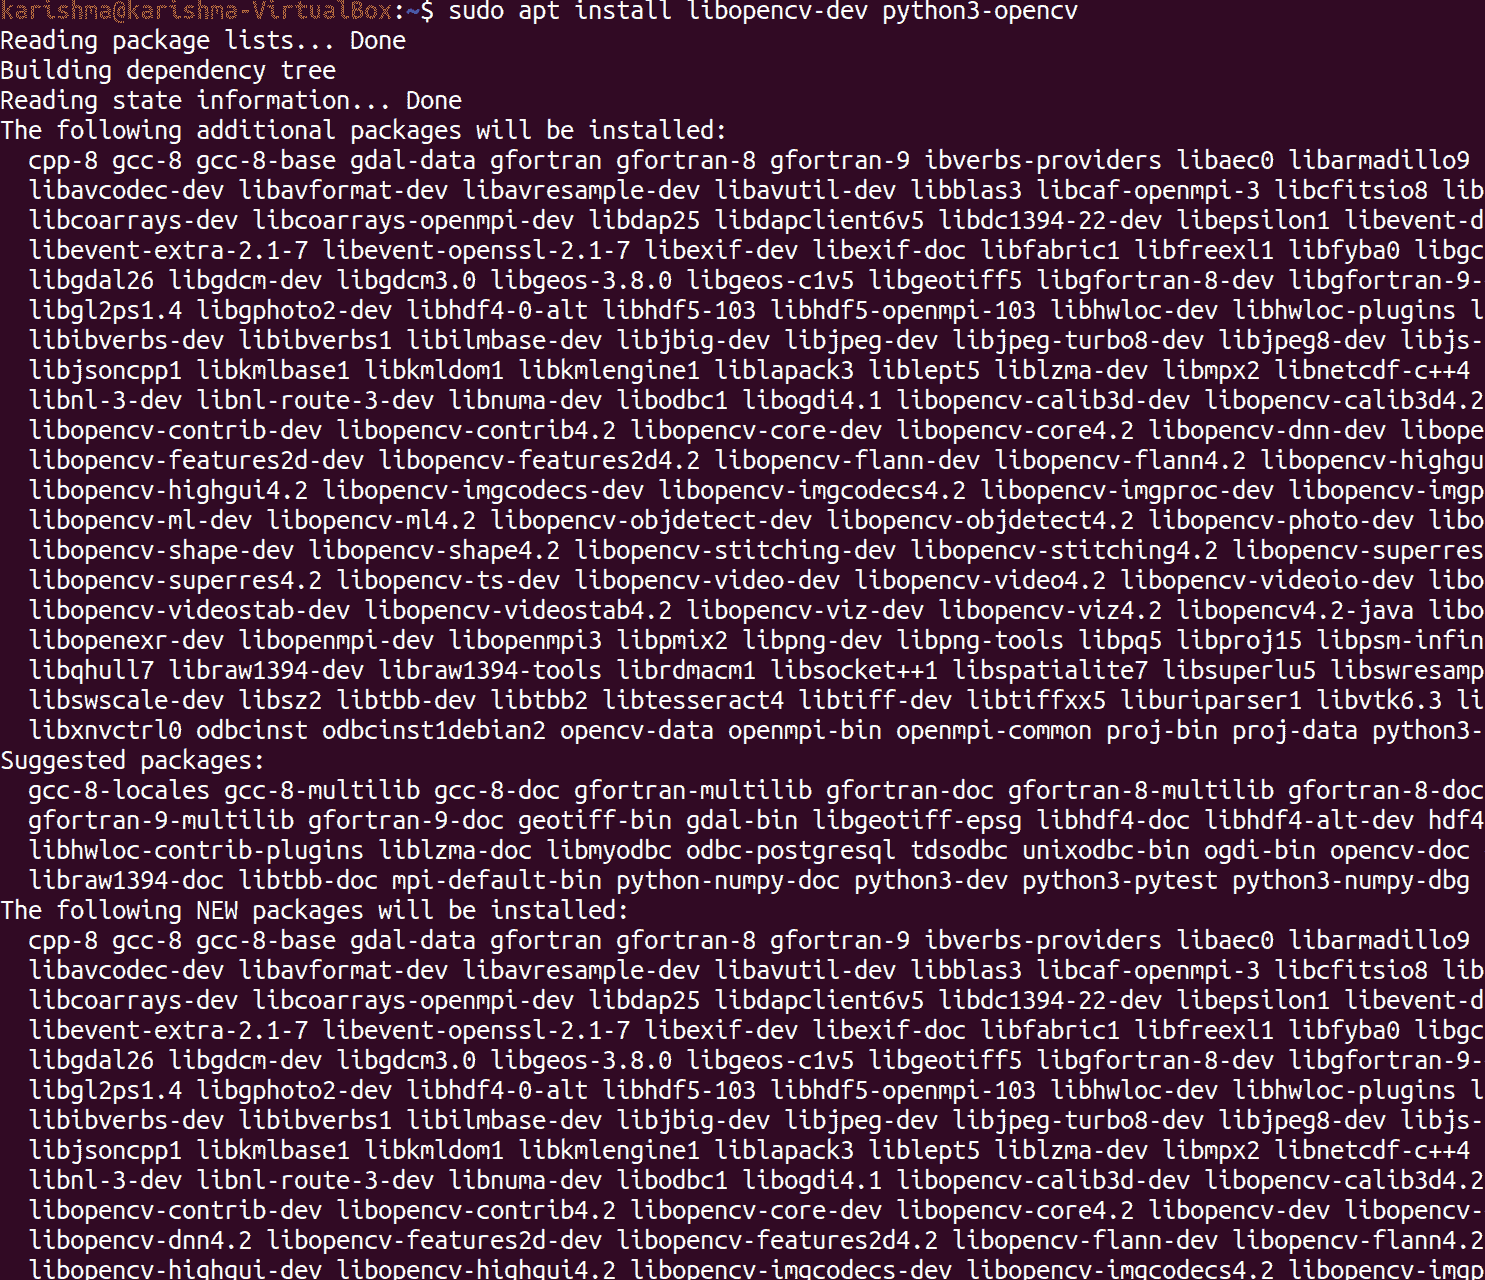 karishma@karishma-VirtualBox:~$ sudo apt install libopencv-dev python3-opencv
Reading package lists... Done
Building dependency tree
Reading state information... Done
The following additional packages will be installed:
cpp-8 gcc-8 gcc-8-base gdal-data gfortran gfortran-8 gfortran-9 ibverbs-providers libaec0 libarmadillo9
libavcodec-dev libavformat-dev libavresample-dev libavutil-dev libblas3 libcaf-openmpi-3 libcfitsio8 lib
libcoarrays-dev libcoarrays-openmpi-dev libdap25 libdapclient6v5 libdc1394-22-dev libepsilon1 libevent-d
libevent-extra-2.1-7 libevent-openssl-2.1-7 libexif-dev libexif-doc libfabric1 libfreexl1 libfyba0 libgc
libgdal26 libgdcm-dev libgdcm3.0 libgeos-3.8.0 libgeos-c1v5 libgeotiff5 libgfortran-8-dev libgfortran-9-
libgl2ps1.4 libgphoto2-dev libhdf4-0-alt libhdf5-103 libhdf5-openmpi-103 libhwloc-dev libhwloc-plugins l
libibverbs-dev libibverbs1 libilmbase-dev libjbig-dev libjpeg-dev libjpeg-turbo8-dev libjpeg8-dev libjs-
libjsoncpp1 libkmlbase1 libkmldom1 libkmlengine1 liblapack3 liblept5 liblzma-dev libmpx2 libnetcdf-c++4
libnl-3-dev libnl-route-3-dev libnuma-dev libodbc1 libogdi4.1 libopencv-calib3d-dev libopencv-calib3d4.2
libopencv-contrib-dev libopencv-contrib4.2 libopencv-core-dev libopencv-core4.2 libopencv-dnn-dev libope
libopencv-features2d-dev libopencv-features2d4.2 libopencv-flann-dev libopencv-flann4.2 libopencv-highgu
libopencv-highgui4.2 libopencv-imgcodecs-dev libopencv-imgcodecs4.2 libopencv-imgproc-dev libopencv-imgp
libopencv-ml-dev libopencv-ml4.2 libopencv-objdetect-dev libopencv-objdetect4.2 libopencv-photo-dev libo
libopencv-shape-dev libopencv-shape4.2 libopencv-stitching-dev libopencv-stitching4.2 libopencv-superres
libopencv-superres4.2 libopencv-ts-dev libopencv-video-dev libopencv-video4.2 libopencv-videoio-dev libo
libopencv-videostab-dev libopencv-videostab4.2 libopencv-viz-dev libopencv-viz4.2 libopencv4.2-java libo
libopenexr-dev libopenmpi-dev libopenmpi3 libpmix2 libpng-dev libpng-tools libpq5 libproj15 libpsm-infin
libqhull7 libraw1394-dev libraw1394-tools librdmacm1 libsocket++1 libspatialite7 libsuperlu5 libswresamp
libswscale-dev libsz2 libtbb-dev libtbb2 libtesseract4 libtiff-dev libtiffxx5 liburiparser1 libvtk6.3 li
libxnvctrl0 odbcinst odbcinst1debian2 opencv-data openmpi-bin openmpi-common proj-bin proj-data python3-
Suggested packages:
gcc-8-locales gcc-8-multilib gcc-8-doc gfortran-multilib gfortran-doc gfortran-8-multilib gfortran-8-doc
gfortran-9-multilib gfortran-9-doc geotiff-bin gdal-bin libgeotiff-epsg libhdf4-doc libhdf4-alt-dev hdf4
libhwloc-contrib-plugins liblzma-doc libmyodbc odbc-postgresql tdsodbc unixodbc-bin ogdi-bin opencv-doc
libraw1394-doc libtbb-doc mpi-default-bin python-numpy-doc python3-dev python3-pytest python3-numpy-dbg
The following NEW packages will be installed:
cpp-8 gcc-8 gcc-8-base gdal-data gfortran gfortran-8 gfortran-9 ibverbs-providers libaec0 libarmadillo9
libavcodec-dev libavformat-dev libavresample-dev libavutil-dev libblas3 libcaf-openmpi-3 libcfitsio8 lib
libcoarrays-dev libcoarrays-openmpi-dev libdap25 libdapclient6v5 libdc1394-22-dev libepsilon1 libevent-d
libevent-extra-2.1-7 libevent-openssl-2.1-7 libexif-dev libexif-doc libfabric1 libfreexl1 libfyba0 libgc
libgdal26 libgdcm-dev libgdcm3.0 libgeos-3.8.0 libgeos-c1v5 libgeotiff5 libgfortran-8-dev libgfortran-9-
libgl2ps1.4 libgphoto2-dev libhdf4-0-alt libhdf5-103 libhdf5-openmpi-103 libhwloc-dev libhwloc-plugins l
libibverbs-dev libibverbs1 libilmbase-dev libjbig-dev libjpeg-dev libjpeg-turbo8-dev libjpeg8-dev libjs-
libjsoncpp1 libkmlbase1 libkmldom1 libkmlengine1 liblapack3 liblept5 liblzma-dev libmpx2 libnetcdf-c++4
libnl-3-dev libnl-route-3-dev libnuma-dev libodbc1 libogdi4.1 libopencv-calib3d-dev libopencv-calib3d4.2
libopencv-contrib-dev libopencv-contrib4.2 libopencv-core-dev libopencv-core4.2 libopencv-dev libopencv-
libopencv-dnn4.2 libopencv-features2d-dev libopencv-features2d4.2 libopencv-flann-dev libopencv-flann4.2
libopencv-highgui-dev libopencv-highgui4.2 libopencv-imgcodecs-dev libopencv-imgcodecs4.2 libopencv-imgp